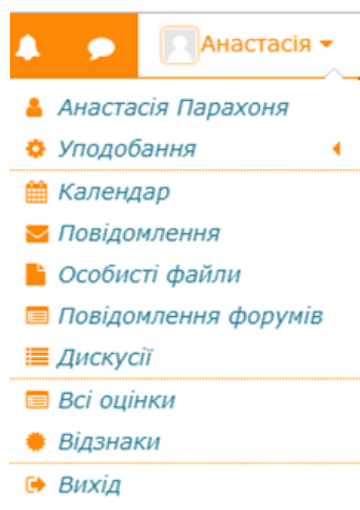 Анастасія
Анастасія Парахоня
Уподобання
Календар
Повідомлення
Особисті файли
Повідомлення форумів
Дискусії
Всі оцінки
Відзнаки
Вихід